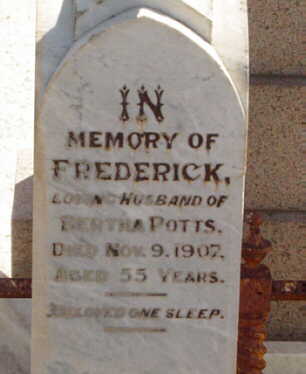 IN
MEMORY OF
FREDERICK,
LOVING HUSBAND OF
BERTHA POTTS,
DIED NOV. 9. 1907.
AGED 55 YEARS.
BELOVED ONE SLEEP.